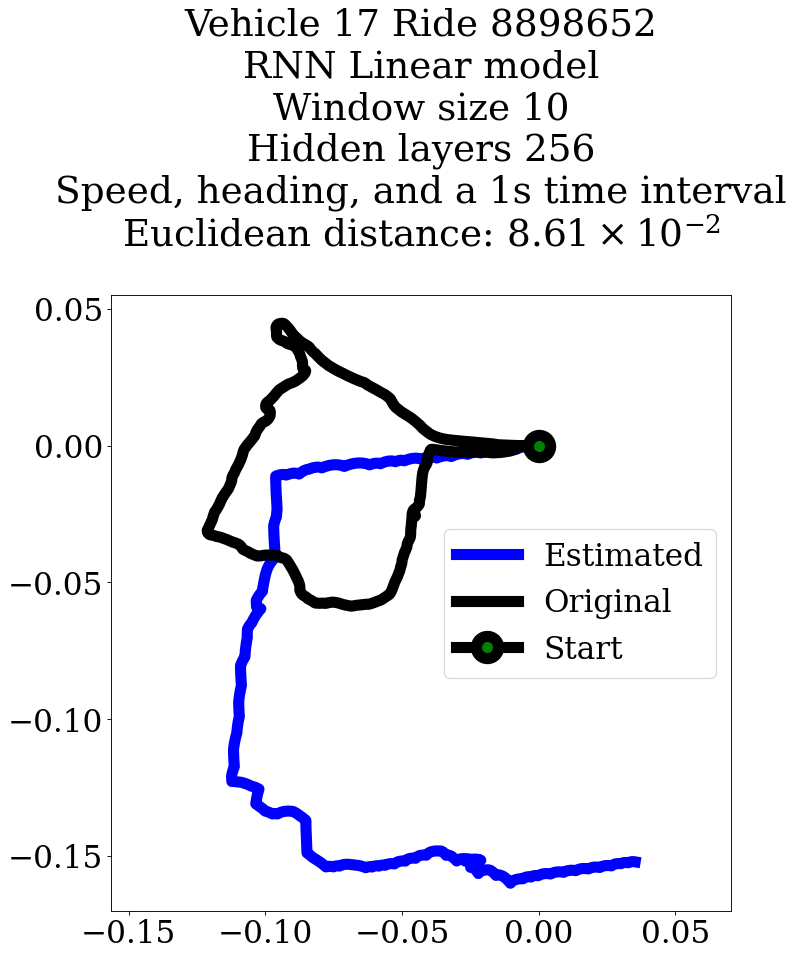 Vehicle 17 Ride 8898652
RNN Linear model
Window size 10
Hidden layers 256
Speed, heading, and a 1s time interval
Euclidean distance: 8.61 × 10⁻²
0.05
0.00
−0.05
−0.10
−0.15
Estimated
Original
Start
−0.15 −0.10 −0.05 0.00 0.05